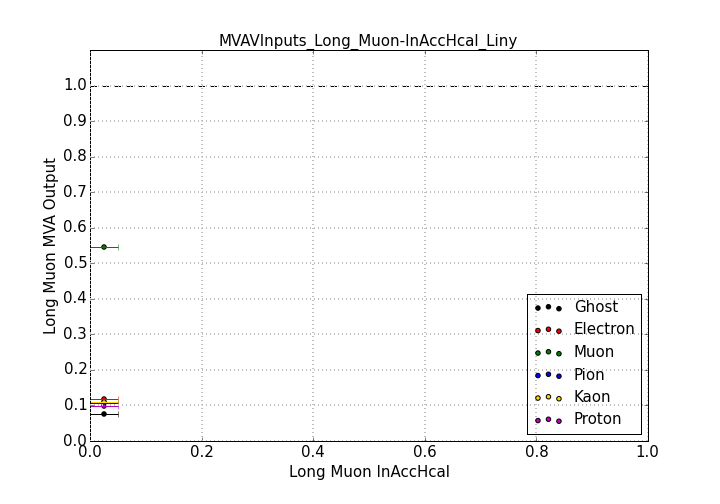 MVAVInputs_Long_Muon-InAccHcal_Liny
1.0
0.9
0.8
0.7
0.6
0.5
0.4
0.3
0.2
0.1
0.0
Long Muon MVA Output
Ghost
Electron
Muon
Pion
Kaon
Proton
0.0 0.2 0.4 0.6 0.8 1.0
Long Muon InAccHcal